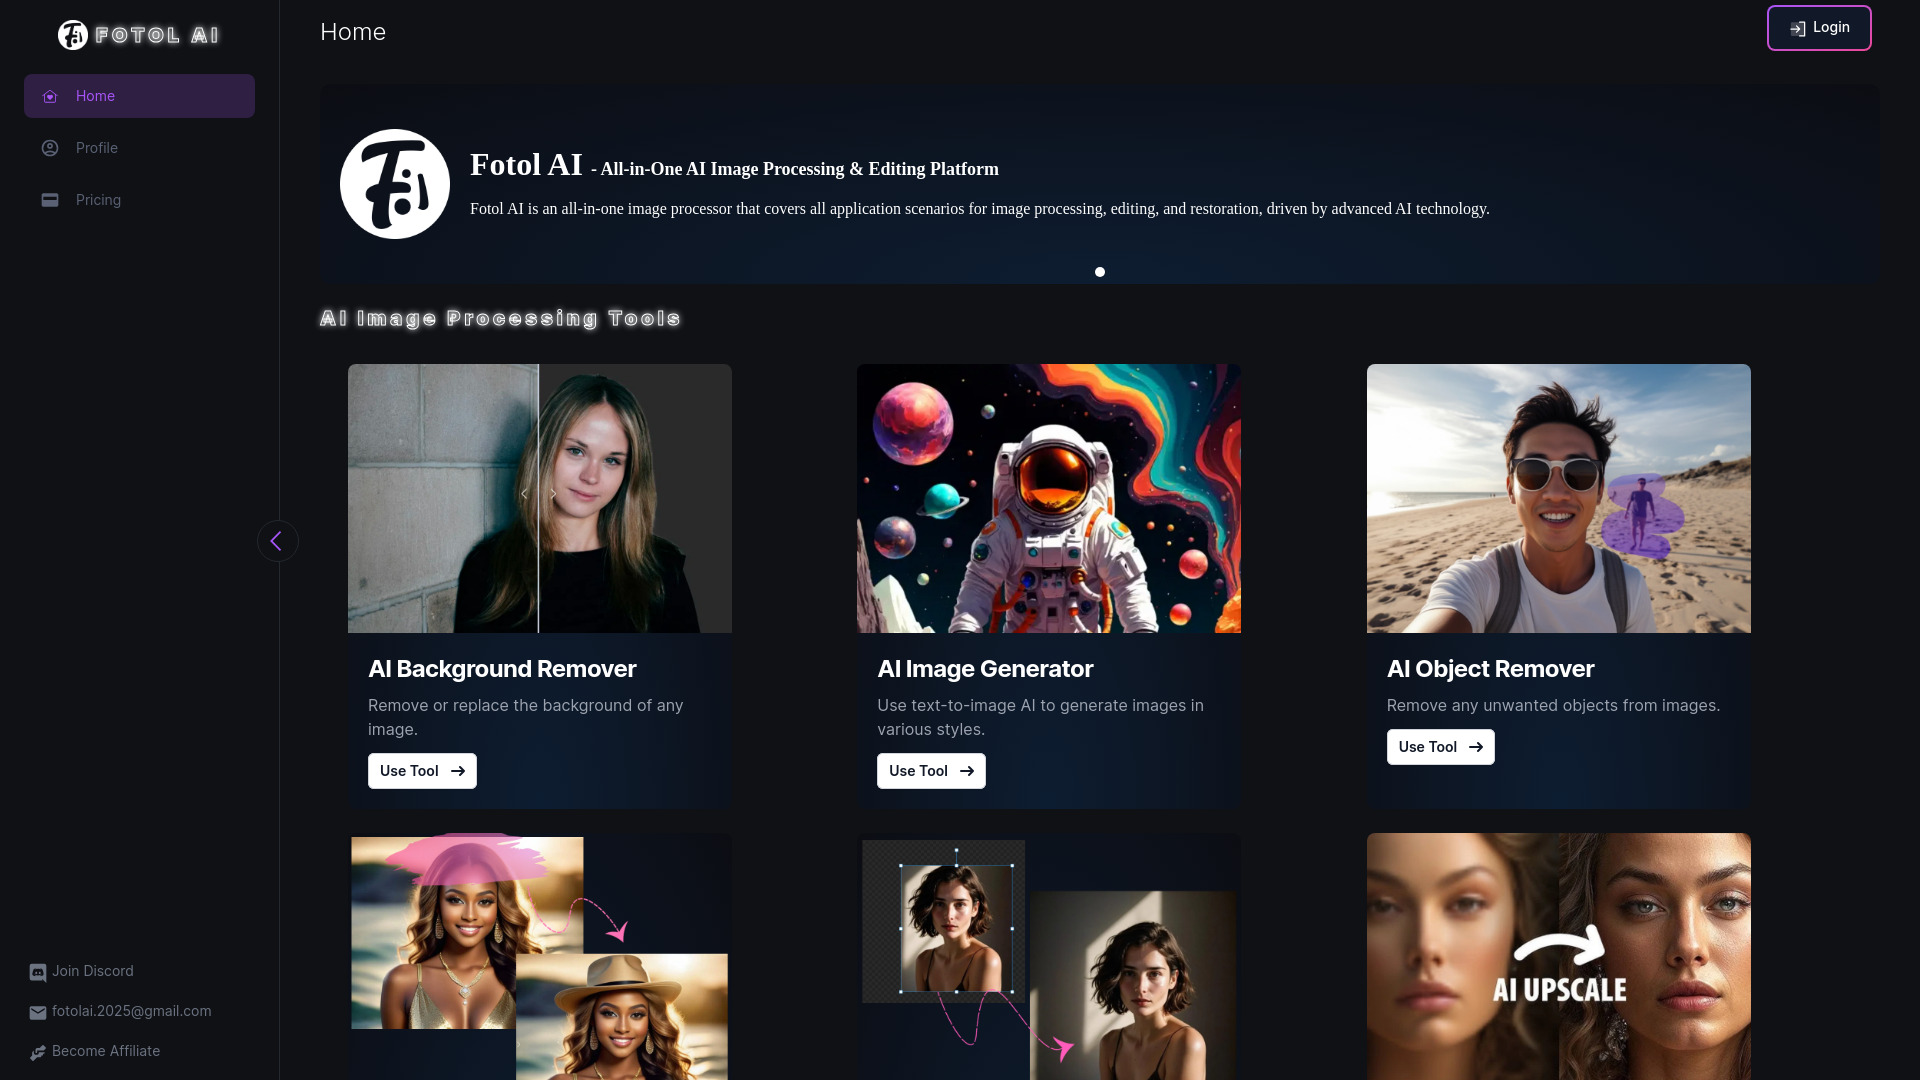 FOTOL AI
Home
Profile
Pricing
Join Discord
fotolai.2025@gmail.com
Become Affiliate
Home
Login
Fotol AI - All-in-One AI Image Processing & Editing Platform
Fotol AI is an all-in-one image processor that covers all application scenarios for image processing, editing, and restoration, driven by advanced AI technology.
AI Image Processing Tools
AI Background Remover
Remove or replace the background of any
image.
Use Tool
AI Image Generator
Use text-to-image AI to generate images in
various styles.
Use Tool
AI Object Remover
Remove any unwanted objects from images.
Use Tool
AI UPSCALE